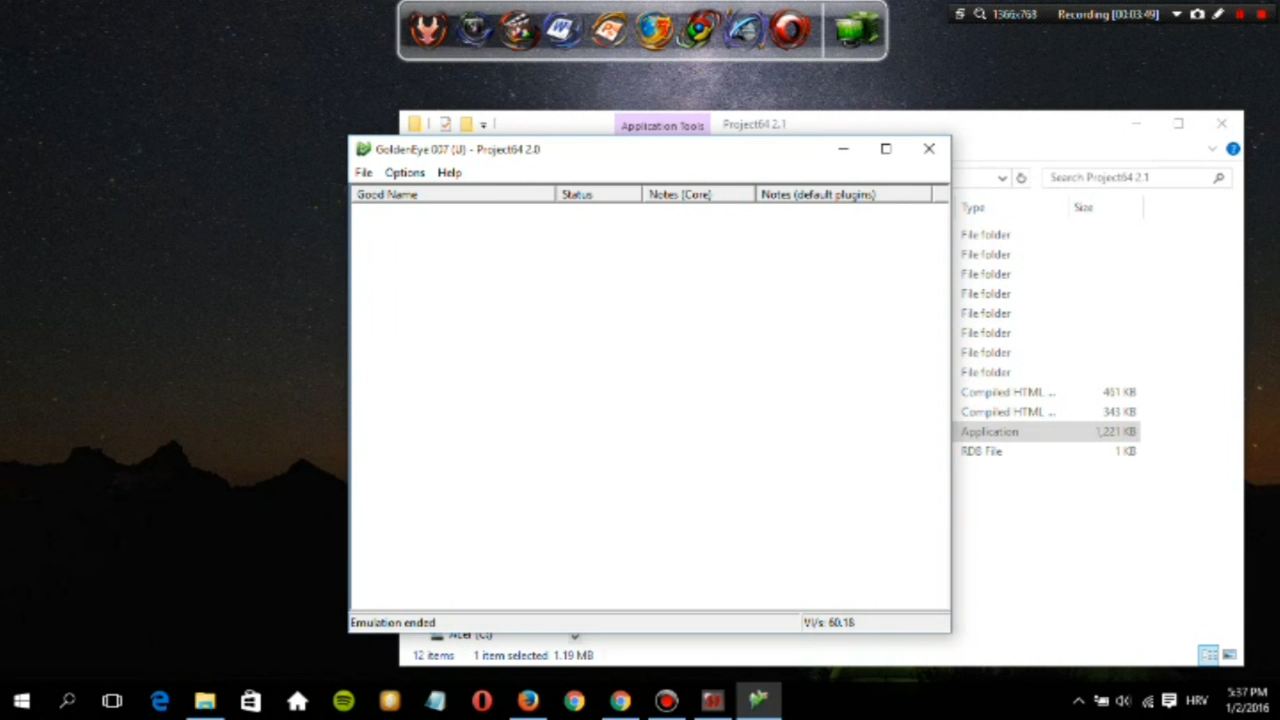 1366x768 Recording [00:03:49]
Application Tools Project64 2.1
GoldenEye 007 (U) - Project64 2.0
File Options Help
Search Project64 2.1
Good Name Status Notes (Core) Notes (default plugins)
Type Size
File folder
File folder
File folder
File folder
File folder
File folder
File folder
File folder
Compiled HTML ... 461 KB
Compiled HTML ... 343 KB
Application 1,221 KB
RDB File 1 KB
Emulation ended VI/s: 60.18
Acer (C:)
12 items 1 item selected 1.19 MB
HRV
5:37 PM
1/2/2016